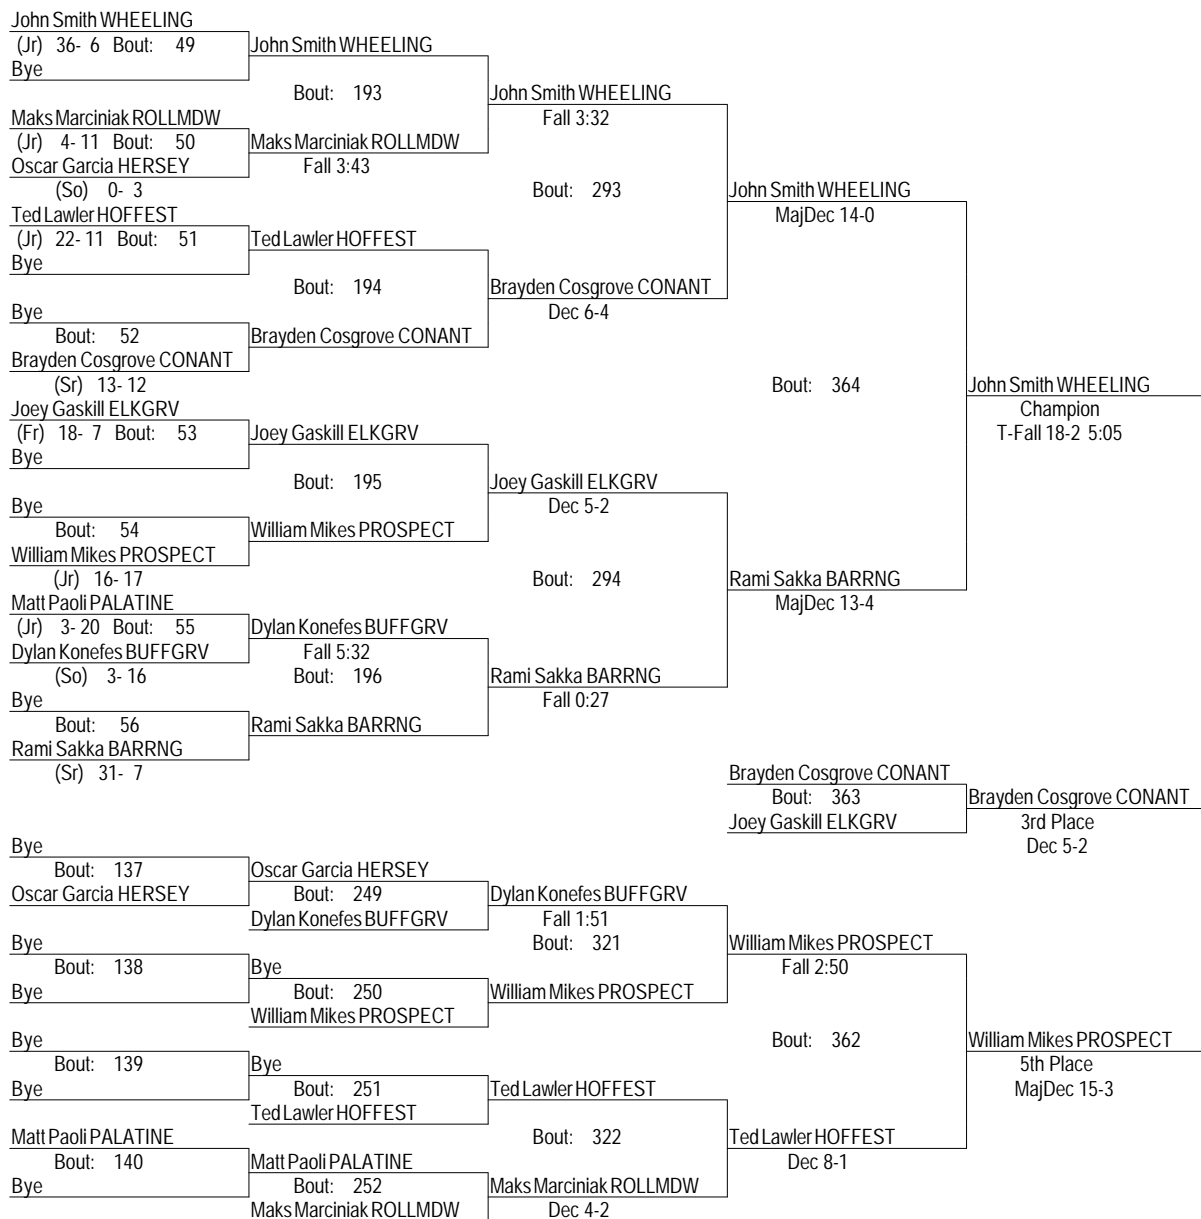 John Smith WHEELING
(Jr) 36- 6 Bout: 49 John Smith WHEELING
Bye
Bout: 193 John Smith WHEELING
Maks Marciniak ROLLMDW Fall 3:32
(Jr) 4- 11 Bout: 50 Maks Marciniak ROLLMDW
Oscar Garcia HERSEY Fall 3:43
(So) 0- 3 Bout: 293 John Smith WHEELING
Ted Lawler HOFFEST MajDec 14-0
(Jr) 22- 11 Bout: 51 Ted Lawler HOFFEST
Bye
Bout: 194 Brayden Cosgrove CONANT
Bye Dec 6-4
Bout: 52 Brayden Cosgrove CONANT
Brayden Cosgrove CONANT
(Sr) 13- 12 Bout: 364 John Smith WHEELING
Joey Gaskill ELKGRV Champion
(Fr) 18- 7 Bout: 53 Joey Gaskill ELKGRV T-Fall 18-2 5:05
Bye
Bout: 195 Joey Gaskill ELKGRV
Bye Dec 5-2
Bout: 54 William Mikes PROSPECT
William Mikes PROSPECT
(Jr) 16- 17 Bout: 294 Rami Sakka BARRNG
Matt Paoli PALATINE MajDec 13-4
(Jr) 3- 20 Bout: 55 Dylan Konefes BUFFGRV
Dylan Konefes BUFFGRV Fall 5:32
(So) 3- 16 Bout: 196 Rami Sakka BARRNG
Bye Fall 0:27
Bout: 56 Rami Sakka BARRNG
Rami Sakka BARRNG
(Sr) 31- 7 Brayden Cosgrove CONANT
Bout: 363 Brayden Cosgrove CONANT
Joey Gaskill ELKGRV 3rd Place
Bye Dec 5-2
Bout: 137 Oscar Garcia HERSEY
Oscar Garcia HERSEY Bout: 249 Dylan Konefes BUFFGRV
Dylan Konefes BUFFGRV Fall 1:51
Bye Bout: 321 William Mikes PROSPECT
Bout: 138 Bye Fall 2:50
Bye Bout: 250 William Mikes PROSPECT
William Mikes PROSPECT
Bye Bout: 362 William Mikes PROSPECT
Bout: 139 Bye 5th Place
Bye Bout: 251 Ted Lawler HOFFEST MajDec 15-3
Ted Lawler HOFFEST
Matt Paoli PALATINE Bout: 322 Ted Lawler HOFFEST
Bout: 140 Matt Paoli PALATINE Dec 8-1
Bye Bout: 252 Maks Marciniak ROLLMDW
Maks Marciniak ROLLMDW Dec 4-2